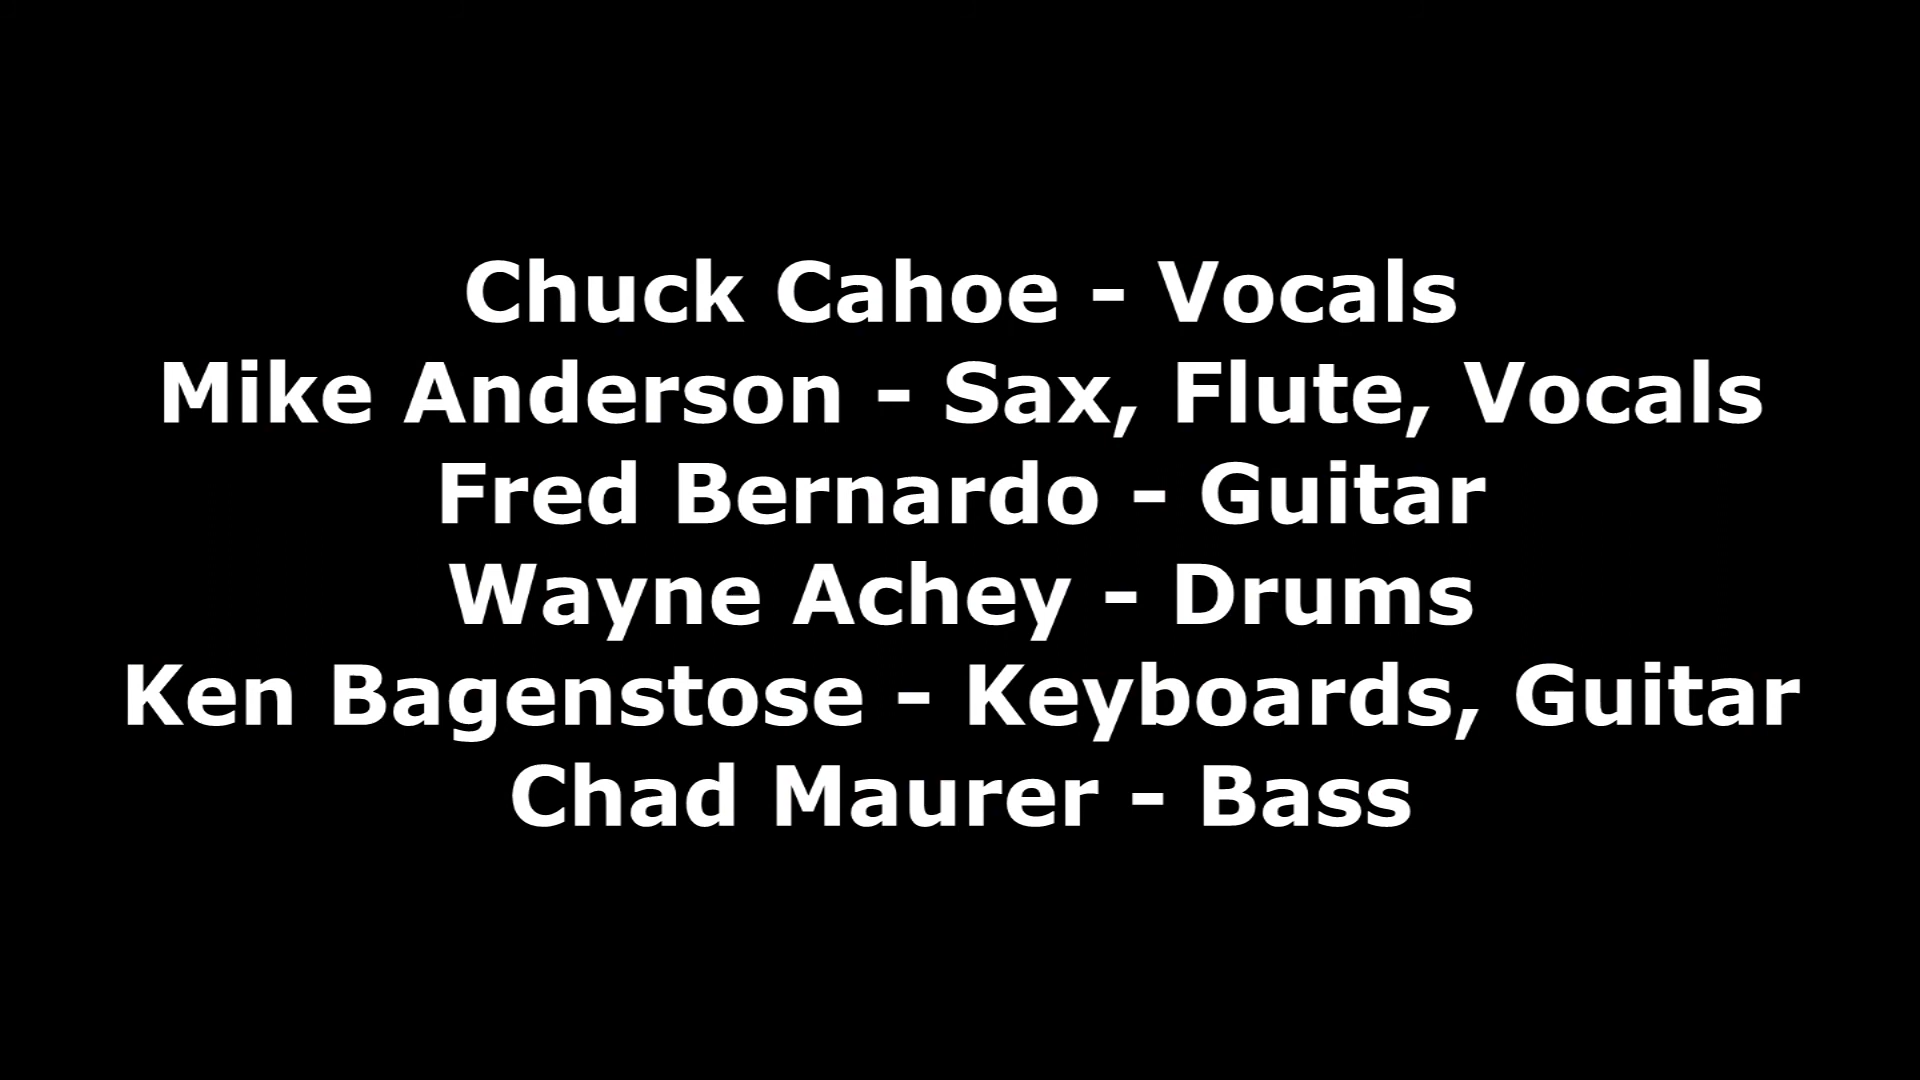 Chuck Cahoe - Vocals
Mike Anderson - Sax, Flute, Vocals
Fred Bernardo - Guitar
Wayne Achey - Drums
Ken Bagenstose - Keyboards, Guitar
Chad Maurer - Bass